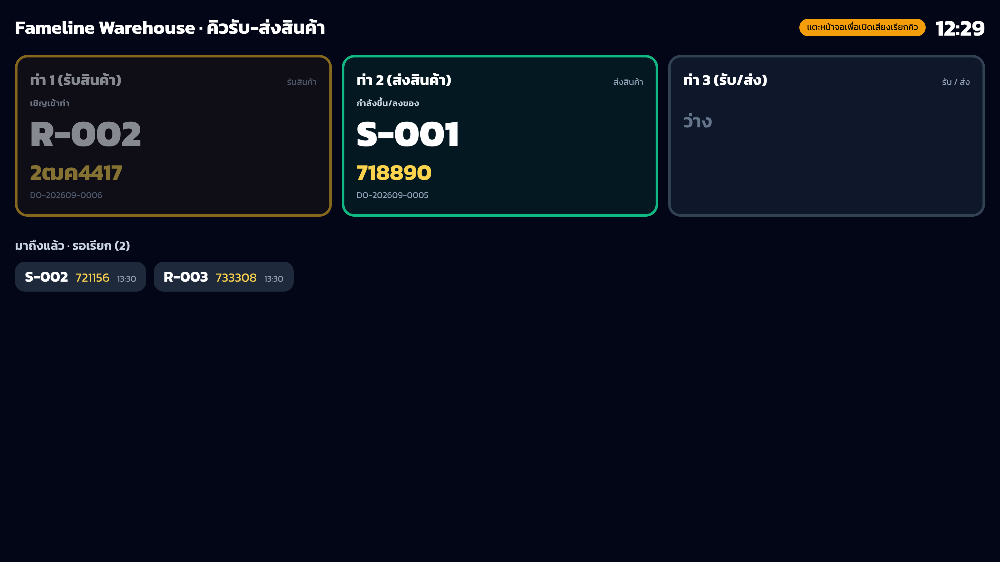 Fameline Warehouse · คิวรับ-ส่งสินค้า
แตะหน้าจอเพื่อเปิดเสียงเรียกคิว
12:29
ท่า 1 (รับสินค้า)
รับสินค้า
เชิญเข้าท่า
R-002
2ฒค4417
DO-202609-0006
ท่า 2 (ส่งสินค้า)
ส่งสินค้า
กำลังขึ้น/ลงของ
S-001
718890
DO-202609-0005
ท่า 3 (รับ/ส่ง)
รับ / ส่ง
ว่าง
มาถึงแล้ว · รอเรียก (2)
S-002 721156 13:30
R-003 733308 13:30